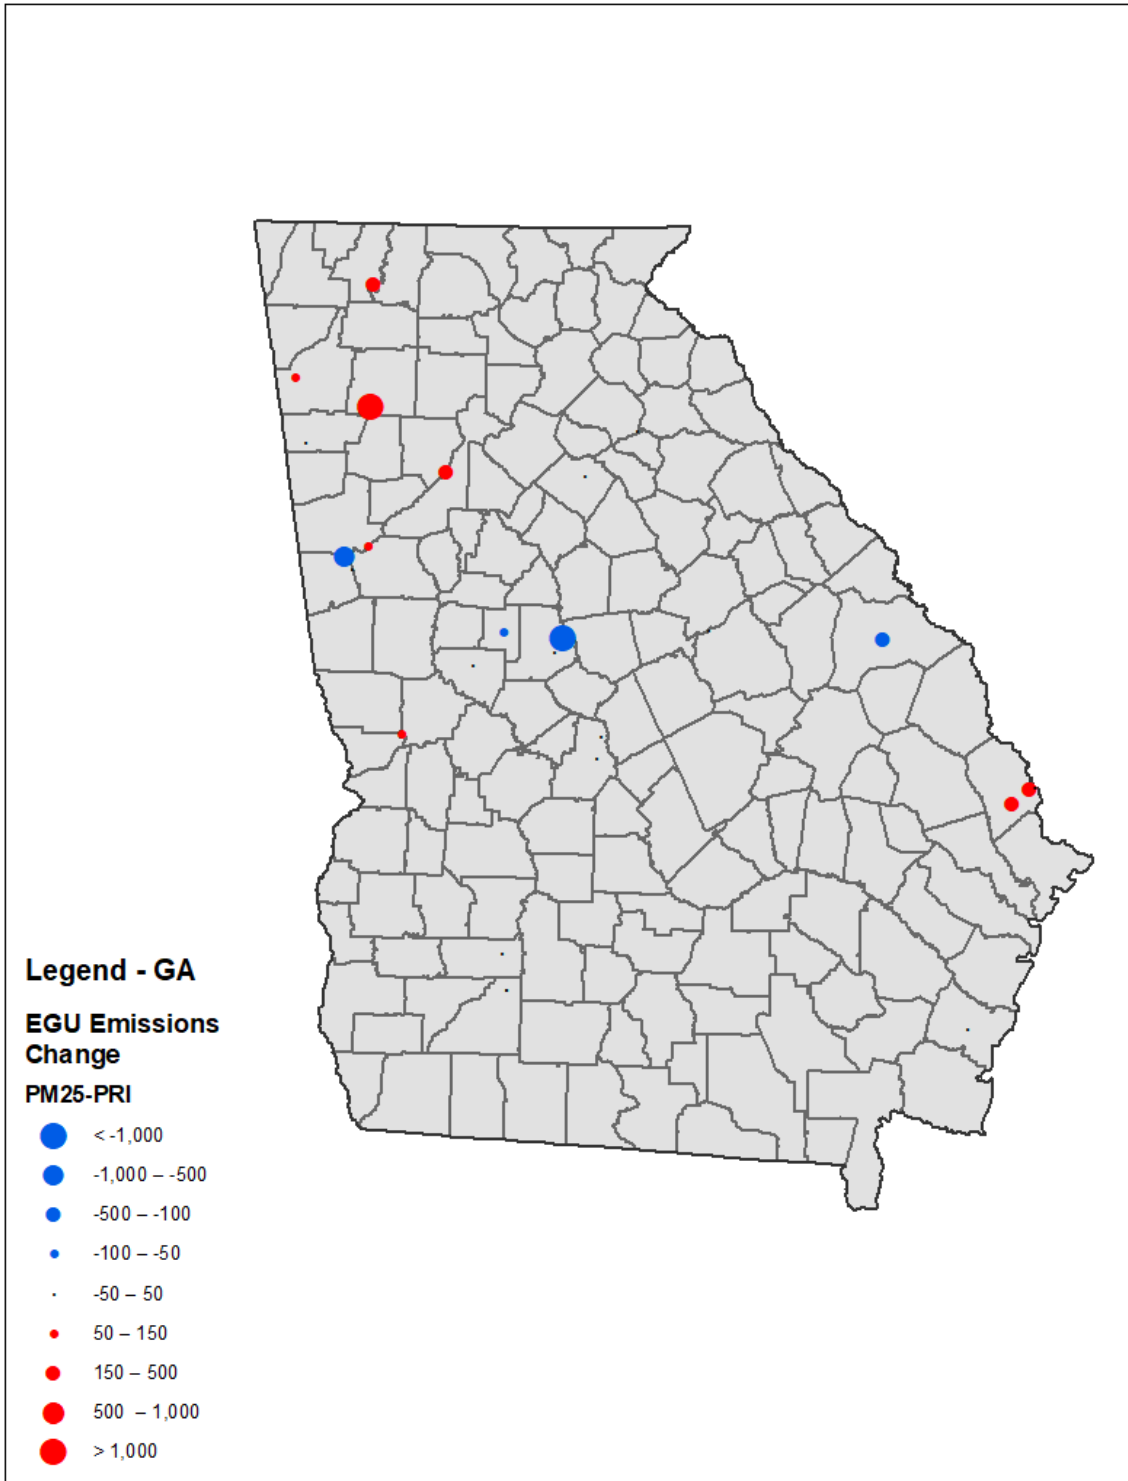 Legend - GA
EGU Emissions
Change
PM25-PRI
< -1,000
-1,000 – -500
-500 – -100
-100 – -50
-50 – 50
50 – 150
150 – 500
500 – 1,000
> 1,000